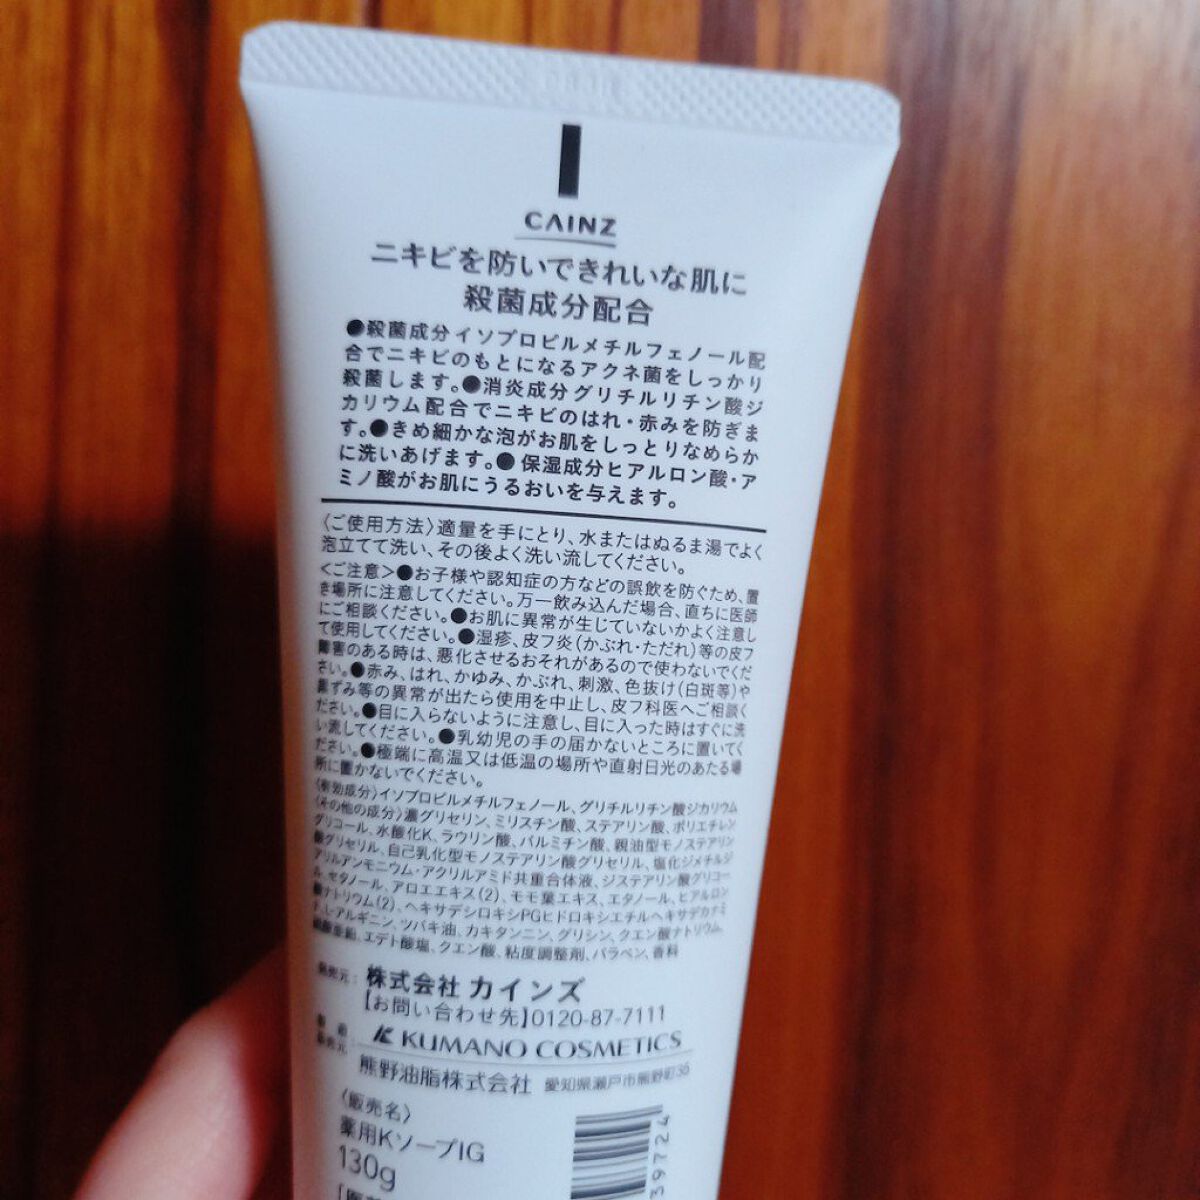 CAINZ
ニキビを防いできれいな肌に
殺菌成分配合
●殺菌成分イソプロピルメチルフェノール配
合でニキビのもとになるアクネ菌をしっかり
殺菌します。●消炎成分グリチルリチン酸ジ
カリウム配合でニキビのはれ・赤みを防ぎま
す。●きめ細かな泡がお肌をしっとりなめらか
に洗いあげます。●保湿成分ヒアルロン酸・ア
ミノ酸がお肌にうるおいを与えます。
〈ご使用方法〉適量を手にとり、水またはぬるま湯でよく
泡立てて洗い、その後よく洗い流してください。
<ご注意>●お子様や認知症の方などの誤飲を防ぐため、置
き場所に注意してください。万一飲み込んだ場合、直ちに医師
にご相談ください。●お肌に異常が生じていないかよく注意し
て使用してください。●湿疹、皮フ炎(かぶれ・ただれ)等の皮フ
障害のある時は、悪化させるおそれがあるので使わないでくだ
さい。●赤み、はれ、かゆみ、かぶれ、刺激、色抜け(白斑等)や
黒ずみ等の異常が出たら使用を中止し、皮フ科医へご相談く
ださい。●目に入らないように注意し、目に入った時はすぐに洗
い流してください。●乳幼児の手の届かないところに置いてく
ださい。●極端に高温又は低温の場所や直射日光のあたる場
所に置かないでください。
〈有効成分〉イソプロピルメチルフェノール、グリチルリチン酸ジカリウム
〈その他の成分〉濃グリセリン、ミリスチン酸、ステアリン酸、ポリエチレン
グリコール、水酸化K、ラウリン酸、パルミチン酸、親油型モノステアリン
酸グリセリル、自己乳化型モノステアリン酸グリセリル、塩化ジメチルジ
アリルアンモニウム・アクリルアミド共重合体液、ジステアリン酸グリコー
ル、セタノール、アロエエキス(2)、モモ葉エキス、エタノール、ヒアルロン
酸ナトリウム(2)、ヘキサデシロキシPGヒドロキシエチルヘキサデカナミ
ド、L-アルギニン、ツバキ油、カキタンニン、グリシン、クエン酸ナトリウム、
硫酸亜鉛、エデト酸塩、クエン酸、粘度調整剤、パラベン、香料
発売元：株式会社 カインズ
【お問い合わせ先】0120-87-7111
KUMANO COSMETICS
熊野油脂株式会社 愛知県瀬戸市熊野町36
〈販売名〉
薬用KソープIG
130g
39724